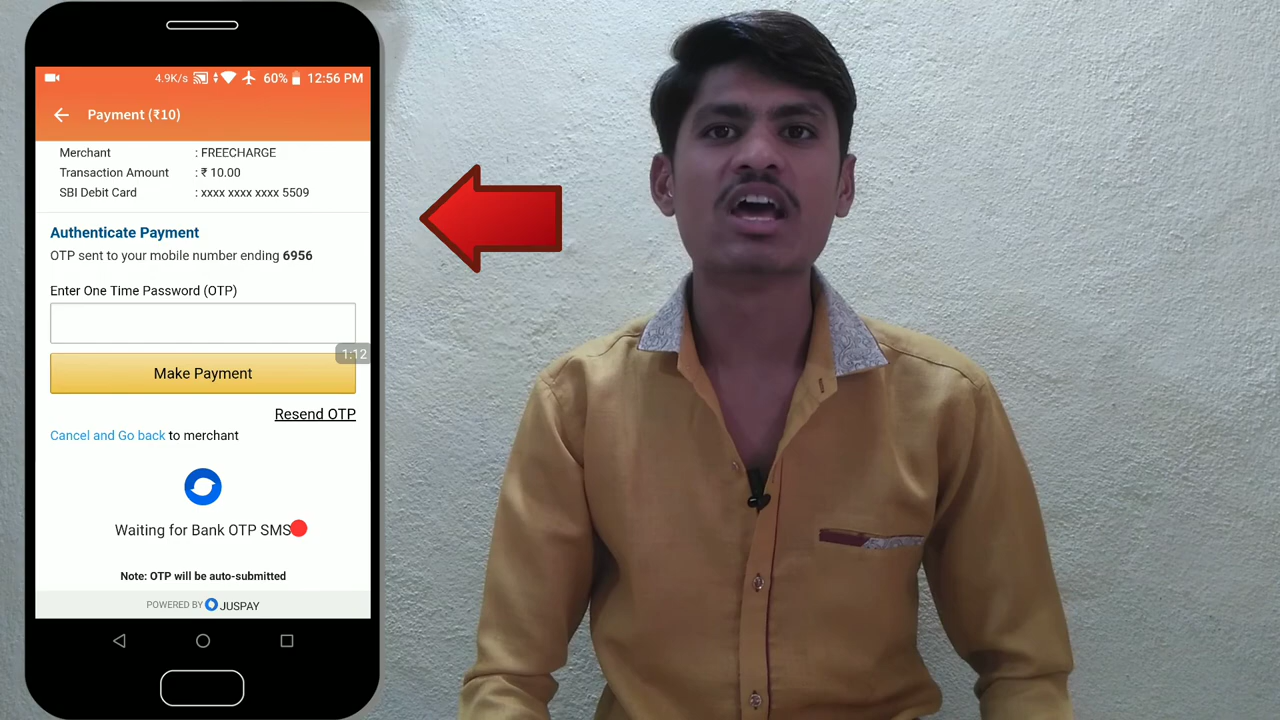 4.9K/s 60% 12:56 PM
Payment (₹10)
Merchant : FREECHARGE
Transaction Amount : ₹ 10.00
SBI Debit Card : xxxx xxxx xxxx 5509
Authenticate Payment
OTP sent to your mobile number ending 6956
Enter One Time Password (OTP)
1:12
Make Payment
Resend OTP
Cancel and Go back to merchant
Waiting for Bank OTP SMS
Note: OTP will be auto-submitted
POWERED BY JUSPAY